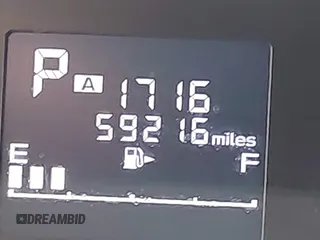 P A 1716
59216 miles
E F
DREAMBID